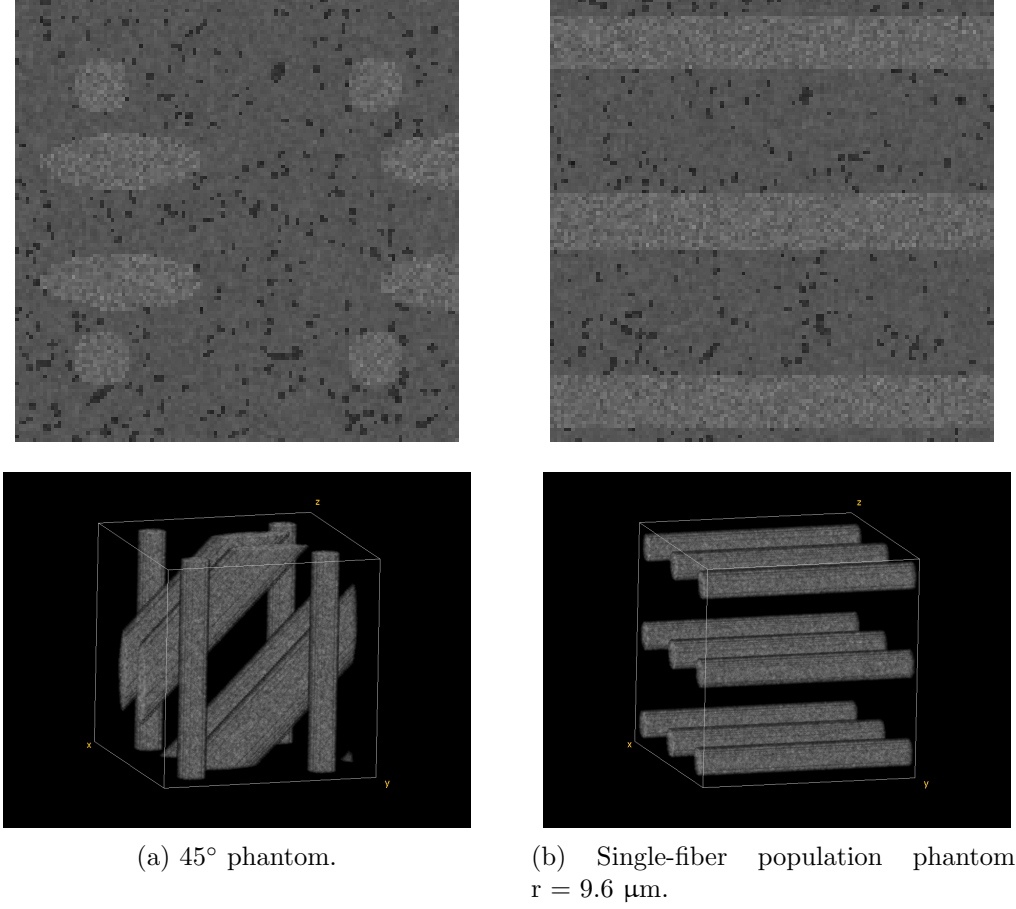 z
x
y
z
x
y
(a) 45° phantom.
(b) Single-fiber population phantom
r = 9.6 µm.